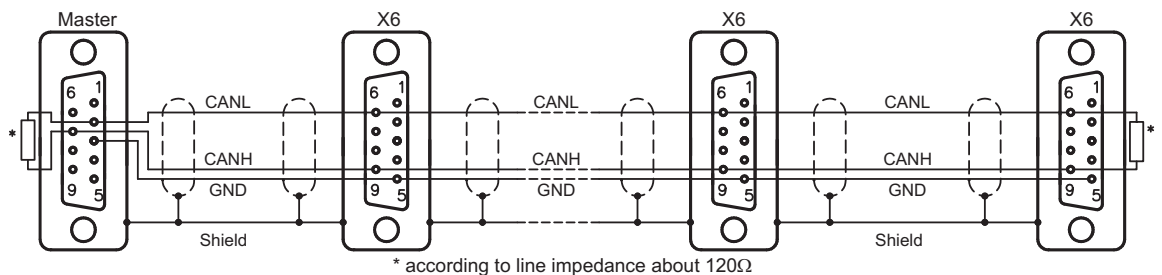 Master X6 X6 X6
6 1 6 1 6 1 6 1
CANL CANL CANL
* *
CANH CANH CANH
9 5 9 5 9 5 9 5
GND GND GND
Shield Shield
* according to line impedance about 120Ω